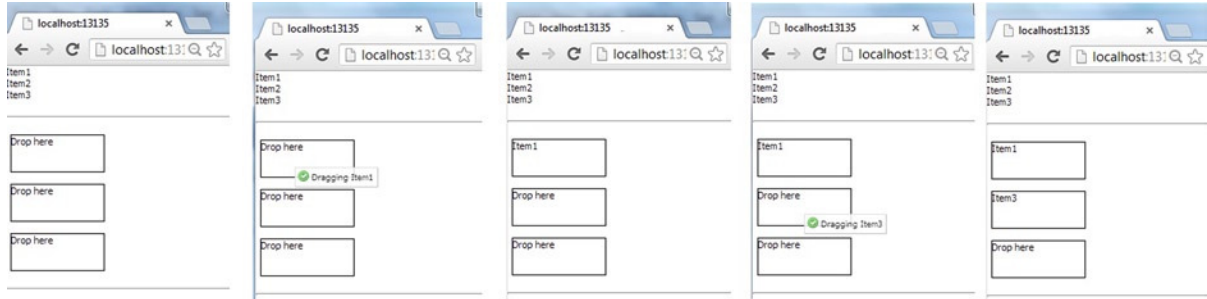 localhost:13135 ×
localhost:13
Item1
Item2
Item3
Drop here
Drop here
Drop here
localhost:13135 ×
localhost:13
Item1
Item2
Item3
Drop here
Dragging Item1
Drop here
Drop here
localhost:13135 ×
localhost:13
Item1
Item2
Item3
Item1
Drop here
Drop here
localhost:13135 ×
localhost:13
Item1
Item2
Item3
Item1
Drop here
Dragging Item3
Drop here
localhost:13135 ×
localhost:13
Item1
Item2
Item3
Item1
Item3
Drop here